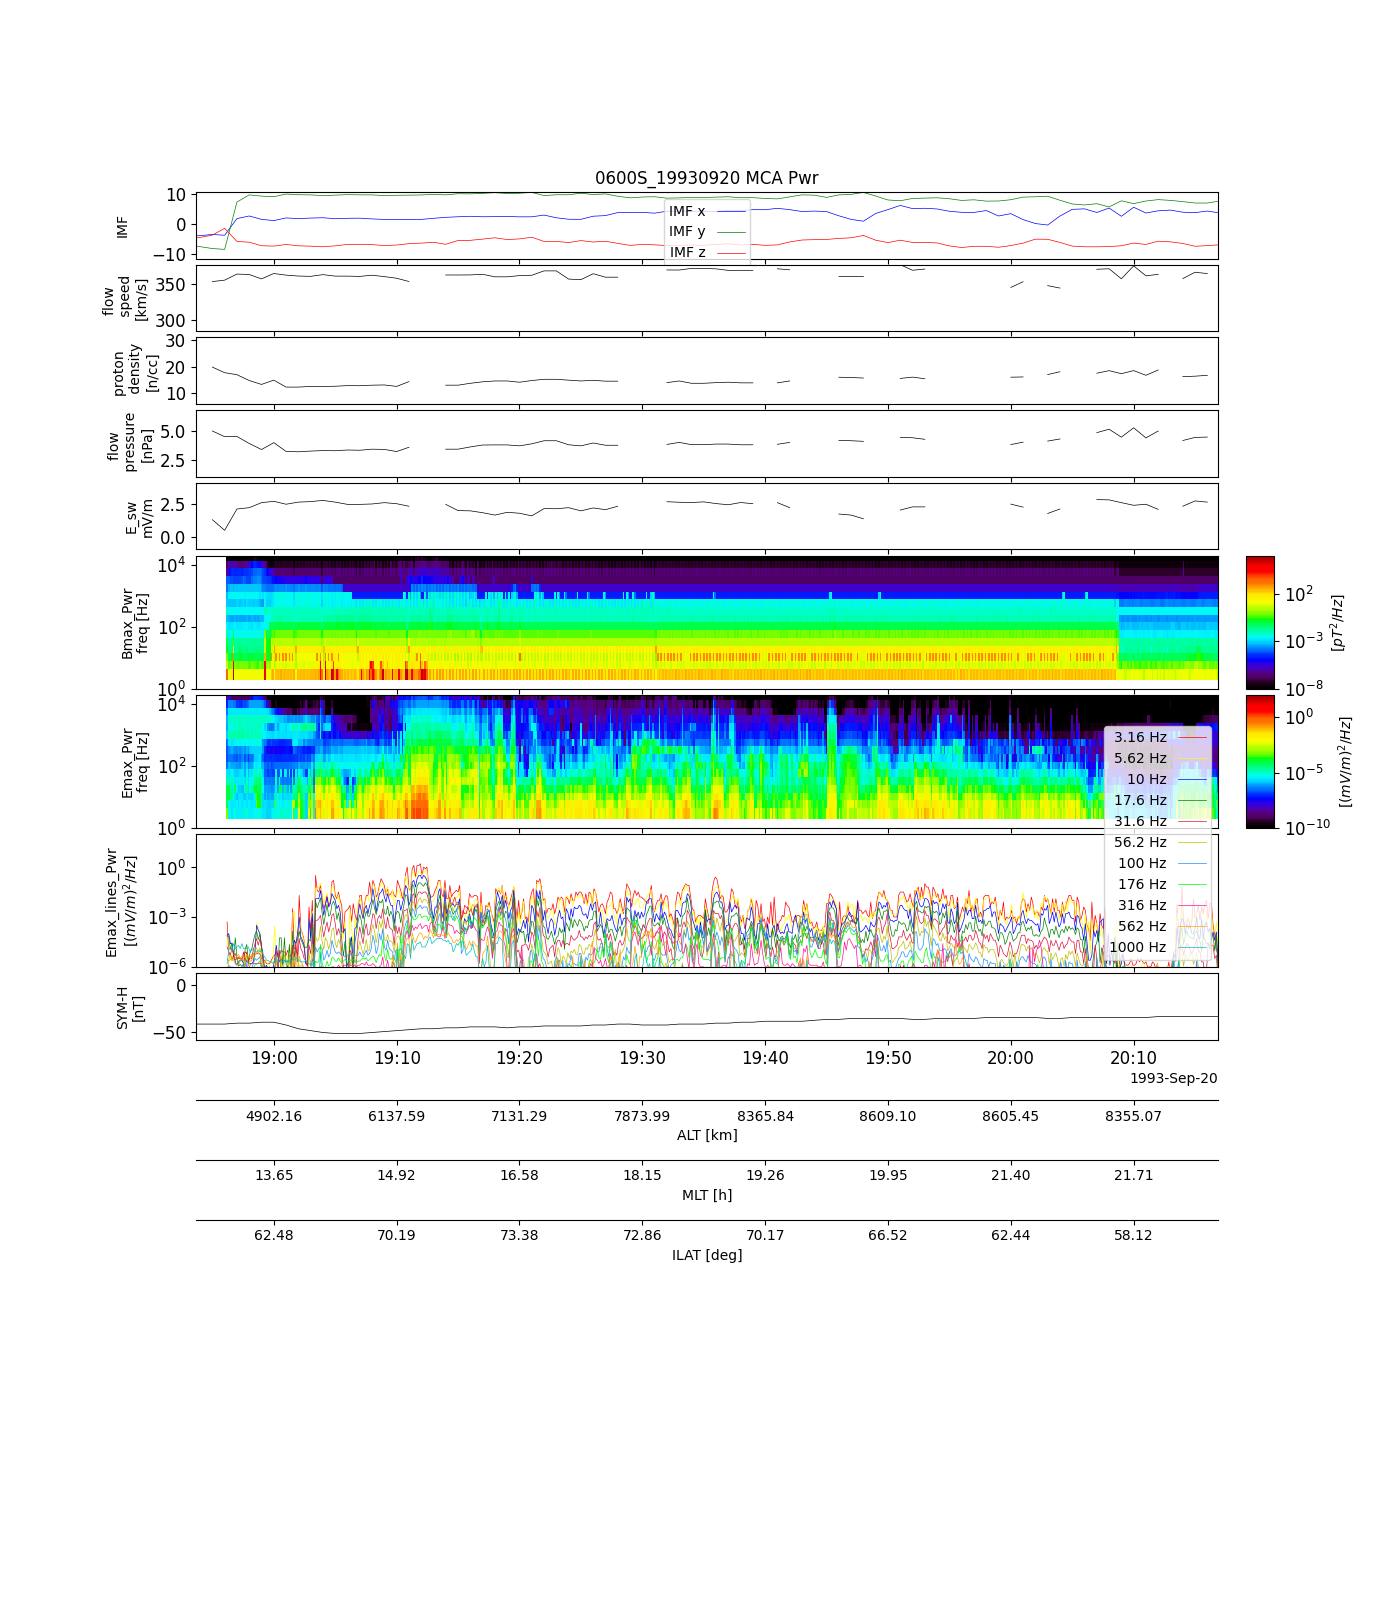 0600S_19930920 MCA Pwr
10
0
−10
IMF
IMF x
IMF y
IMF z
350
300
flow
speed
[km/s]
30
20
10
proton
density
[n/cc]
5.0
2.5
flow
pressure
[nPa]
2.5
0.0
E_sw
mV/m
10^4
10^2
10^0
Bmax_Pwr
freq [Hz]
10^2
10^−3
10^−8
[pT^2/Hz]
10^4
10^2
10^0
Emax_Pwr
freq [Hz]
10^0
10^−5
10^−10
[(mV/m)^2/Hz]
3.16 Hz
5.62 Hz
10 Hz
17.6 Hz
31.6 Hz
56.2 Hz
100 Hz
176 Hz
316 Hz
562 Hz
1000 Hz
10^0
10^−3
10^−6
Emax_lines_Pwr
[(mV/m)^2/Hz]
0
−50
SYM-H
[nT]
19:00 19:10 19:20 19:30 19:40 19:50 20:00 20:10
1993-Sep-20
4902.16 6137.59 7131.29 7873.99 8365.84 8609.10 8605.45 8355.07
ALT [km]
13.65 14.92 16.58 18.15 19.26 19.95 21.40 21.71
MLT [h]
62.48 70.19 73.38 72.86 70.17 66.52 62.44 58.12
ILAT [deg]